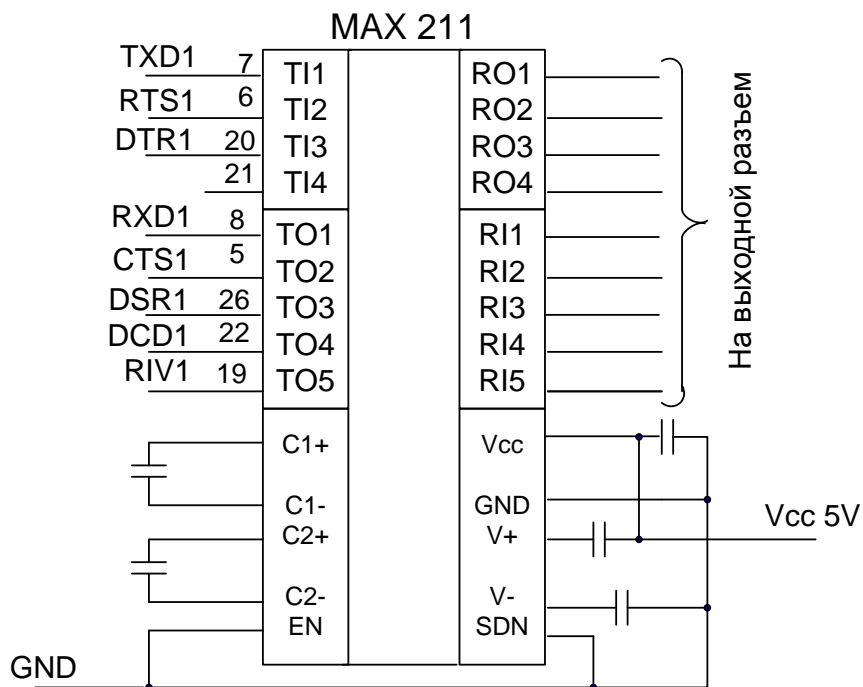 MAX 211
TXD1 7 TI1 RO1
RTS1 6 TI2 RO2
DTR1 20 TI3 RO3
21 TI4 RO4
RXD1 8 TO1 RI1
CTS1 5 TO2 RI2
DSR1 26 TO3 RI3
DCD1 22 TO4 RI4
RIV1 19 TO5 RI5
На выходной разъем
C1+ Vcc
C1- GND
C2+ V+
Vcc 5V
C2- V-
EN SDN
GND